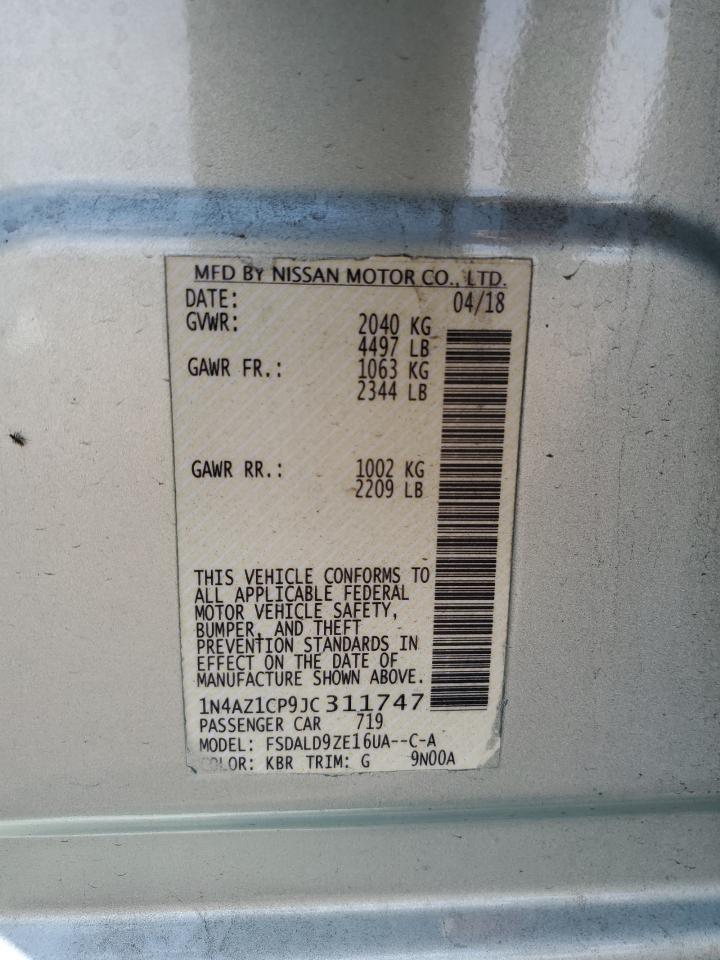 MFD BY NISSAN MOTOR CO., LTD.
DATE: 04/18
GVWR: 2040 KG
4497 LB
GAWR FR.: 1063 KG
2344 LB
GAWR RR.: 1002 KG
2209 LB
THIS VEHICLE CONFORMS TO
ALL APPLICABLE FEDERAL
MOTOR VEHICLE SAFETY,
BUMPER, AND THEFT
PREVENTION STANDARDS IN
EFFECT ON THE DATE OF
MANUFACTURE SHOWN ABOVE.
1N4AZ1CP9JC311747
PASSENGER CAR 719
MODEL: FSDALD9ZE16UA--C-A
COLOR: KBR TRIM: G 9N00A